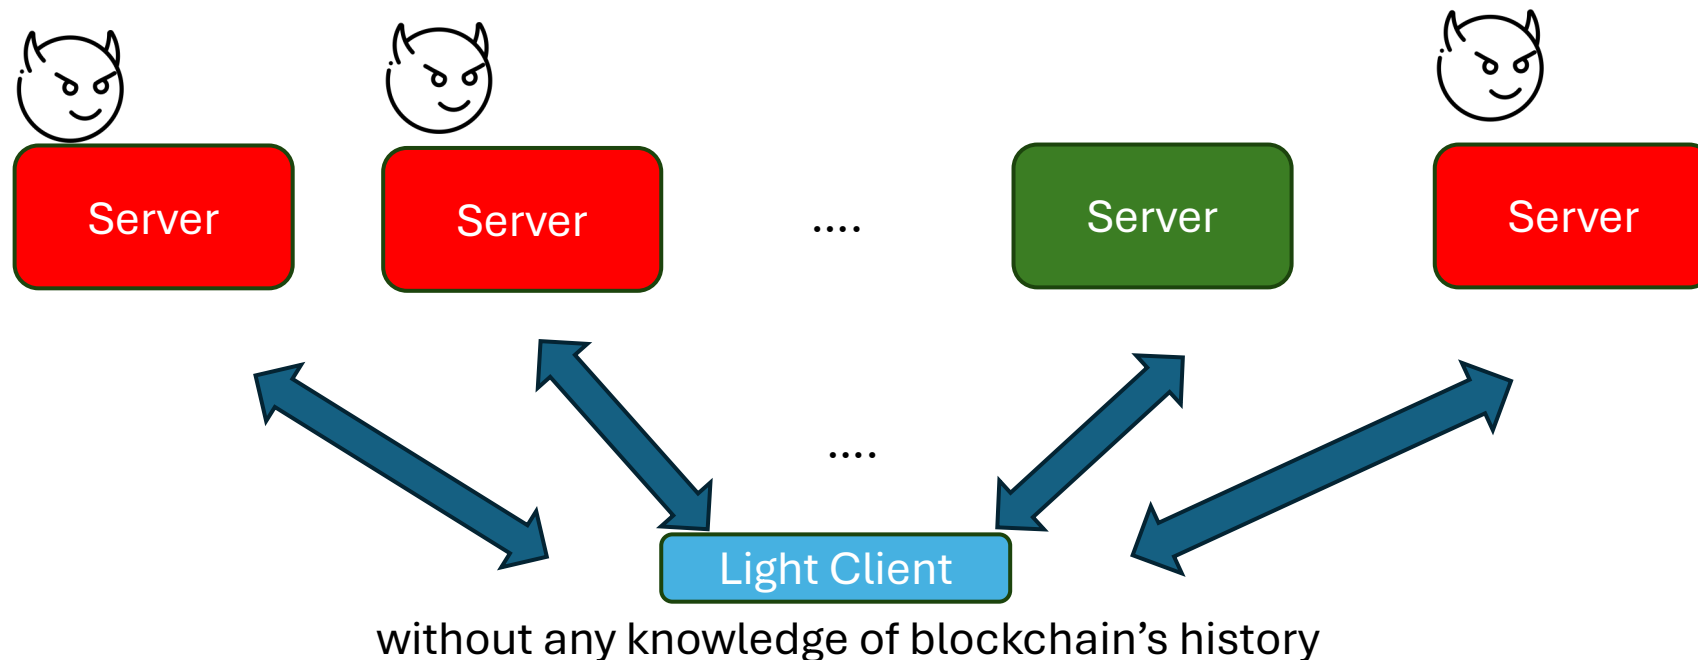 Server
Server
....
Server
Server
....
Light Client
without any knowledge of blockchain’s history